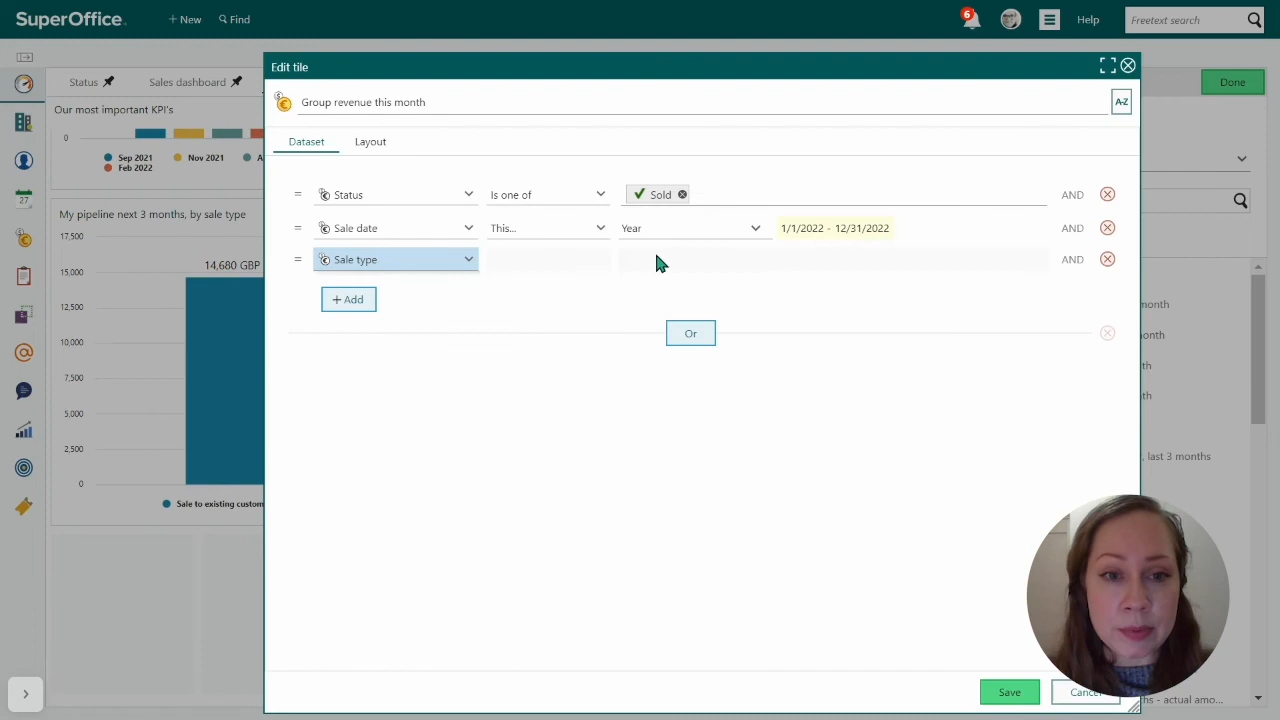 SuperOffice
+ New
Find
6
Help
Freetext search
Edit tile
Status
Sales dashboard
Done
Group revenue this month
A-Z
Our most important KPI's
0
Sep 2021
Nov 2021
A
Feb 2022
Dataset
Layout
Status
Is one of
Sold
AND
Sale date
This...
Year
1/1/2022 - 12/31/2022
AND
Sale type
AND
+ Add
Or
27
My pipeline next 3 months, by sale type
17,500
14,680 GBP
15,000
12,500
10,000
7,500
5,000
2,500
0
Sale to existing custom
month
onth
th
th
, last 3 months
hs - actual amo...
Save
Cancel